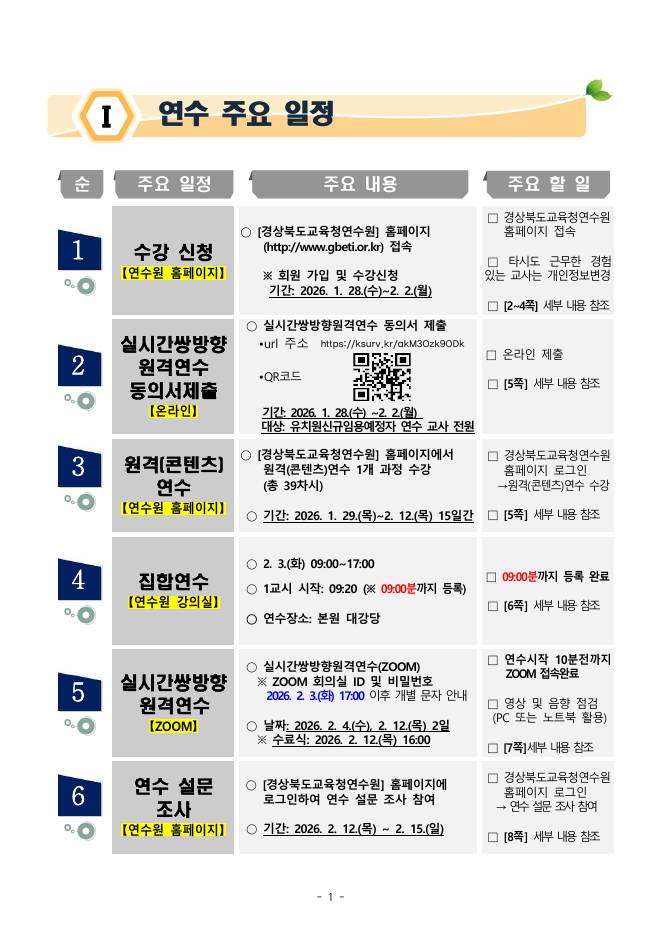 I 연수 주요 일정
순 주요 일정 주요 내용 주요 할 일
1
수강 신청
【연수원 홈페이지】
○ [경상북도교육청연수원] 홈페이지
(http://www.gbeti.or.kr) 접속
※ 회원 가입 및 수강신청
기간: 2026. 1. 28.(수)~2. 2.(월)
□ 경상북도교육청연수원
홈페이지 접속
□ 타시도 근무한 경험
있는 교사는 개인정보변경
□ [2~4쪽] 세부 내용 참조
2
실시간쌍방향
원격연수
동의서제출
【온라인】
○ 실시간쌍방향원격연수 동의서 제출
•url 주소 https://ksurv.kr/qkM3Ozk9ODk
•QR코드
기간: 2026. 1. 28.(수) ~2. 2.(월)
대상: 유치원신규임용예정자 연수 교사 전원
□ 온라인 제출
□ [5쪽] 세부 내용 참조
3
원격(콘텐츠)
연수
【연수원 홈페이지】
○ [경상북도교육청연수원] 홈페이지에서
원격(콘텐츠)연수 1개 과정 수강
(총 39차시)
○ 기간: 2026. 1. 29.(목)~2. 12.(목) 15일간
□ 경상북도교육청연수원
홈페이지 로그인
→원격(콘텐츠)연수 수강
□ [5쪽] 세부 내용 참조
4
집합연수
【연수원 강의실】
○ 2. 3.(화) 09:00~17:00
○ 1교시 시작: 09:20 (※ 09:00분까지 등록)
○ 연수장소: 본원 대강당
□ 09:00분까지 등록 완료
□ [6쪽] 세부 내용 참조
5
실시간쌍방향
원격연수
【ZOOM】
○ 실시간쌍방향원격연수(ZOOM)
※ ZOOM 회의실 ID 및 비밀번호
2026. 2. 3.(화) 17:00 이후 개별 문자 안내
○ 날짜: 2026. 2. 4.(수), 2. 12.(목) 2일
※ 수료식: 2026. 2. 12.(목) 16:00
□ 연수시작 10분전까지
ZOOM 접속완료
□ 영상 및 음향 점검
(PC 또는 노트북 활용)
□ [7쪽]세부 내용 참조
6
연수 설문
조사
【연수원 홈페이지】
○ [경상북도교육청연수원] 홈페이지에
로그인하여 연수 설문 조사 참여
○ 기간: 2026. 2. 12.(목) ~ 2. 15.(일)
□ 경상북도교육청연수원
홈페이지 로그인
→ 연수 설문 조사 참여
□ [8쪽] 세부 내용 참조
- 1 -